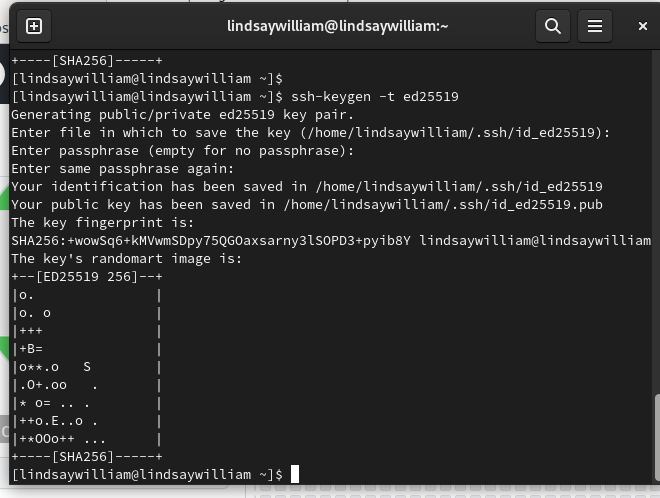 lindsaywilliam@lindsaywilliam:~
+----[SHA256]-----+
[lindsaywilliam@lindsaywilliam ~]$
[lindsaywilliam@lindsaywilliam ~]$ ssh-keygen -t ed25519
Generating public/private ed25519 key pair.
Enter file in which to save the key (/home/lindsaywilliam/.ssh/id_ed25519):
Enter passphrase (empty for no passphrase):
Enter same passphrase again:
Your identification has been saved in /home/lindsaywilliam/.ssh/id_ed25519
Your public key has been saved in /home/lindsaywilliam/.ssh/id_ed25519.pub
The key fingerprint is:
SHA256:+wowSq6+kMVwmSDpy75QGOaxsarny3lSOPD3+pyib8Y lindsaywilliam@lindsaywilliam
The key's randomart image is:
+--[ED25519 256]--+
|o.               |
|o. o             |
|+++              |
|+B=              |
|o**.o   S        |
|.O+.oo   .       |
|* o= .. .        |
|++o.E..o .       |
|+*OOo++ ...      |
+----[SHA256]-----+
[lindsaywilliam@lindsaywilliam ~]$